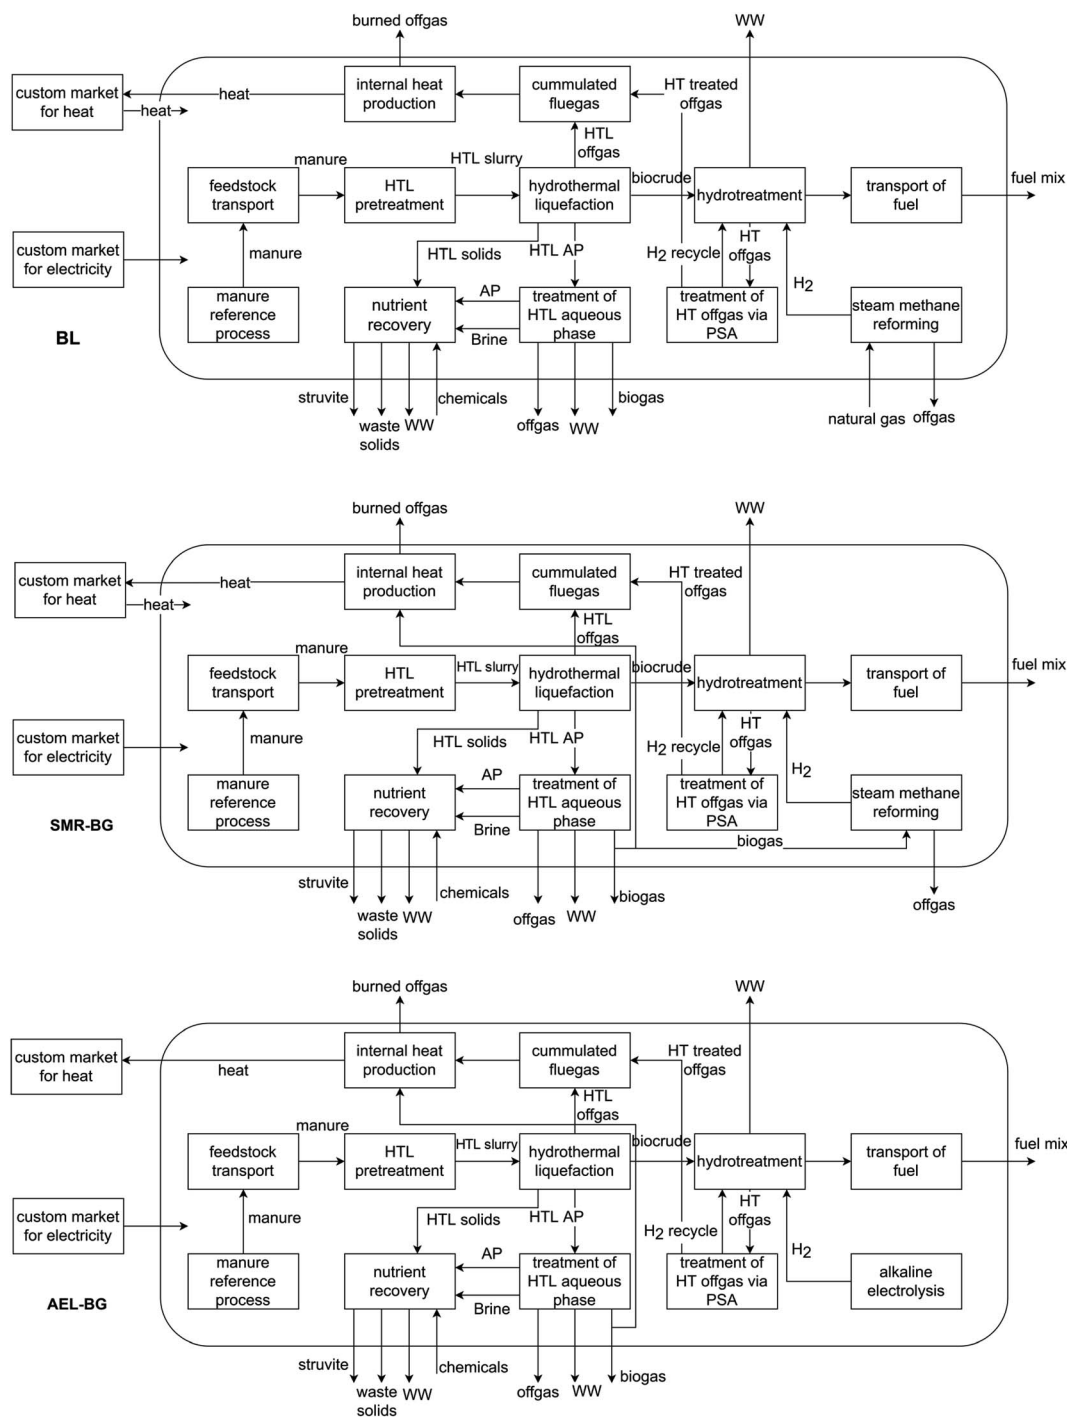 burned offgas
WW
custom market
for heat
heat
heat
internal heat
production
cummulated
fluegas
HT treated
offgas
HTL
offgas
manure
HTL slurry
biocrude
feedstock
transport
HTL
pretreatment
hydrothermal
liquefaction
hydrotreatment
transport of
fuel
fuel mix
custom market
for electricity
manure
HTL solids
HTL AP
H2 recycle
HT
offgas
H2
manure
reference
process
nutrient
recovery
AP
Brine
treatment of
HTL aqueous
phase
treatment of
HT offgas via
PSA
steam methane
reforming
BL
struvite
waste
solids
WW
chemicals
offgas
WW
biogas
natural gas
offgas
burned offgas
WW
custom market
for heat
heat
heat
internal heat
production
cummulated
fluegas
HT treated
offgas
HTL
offgas
manure
HTL slurry
biocrude
feedstock
transport
HTL
pretreatment
hydrothermal
liquefaction
hydrotreatment
transport of
fuel
fuel mix
custom market
for electricity
manure
HTL solids
HTL AP
H2 recycle
HT
offgas
H2
manure
reference
process
nutrient
recovery
AP
Brine
treatment of
HTL aqueous
phase
treatment of
HT offgas via
PSA
steam methane
reforming
biogas
SMR-BG
struvite
waste
solids
WW
chemicals
offgas
WW
biogas
offgas
burned offgas
WW
custom market
for heat
heat
internal heat
production
cummulated
fluegas
HT treated
offgas
HTL
offgas
manure
HTL slurry
biocrude
feedstock
transport
HTL
pretreatment
hydrothermal
liquefaction
hydrotreatment
transport of
fuel
fuel mix
custom market
for electricity
manure
HTL solids
HTL AP
H2 recycle
HT
offgas
H2
manure
reference
process
nutrient
recovery
AP
Brine
treatment of
HTL aqueous
phase
treatment of
HT offgas via
PSA
alkaline
electrolysis
AEL-BG
struvite
waste
solids
WW
chemicals
offgas
WW
biogas